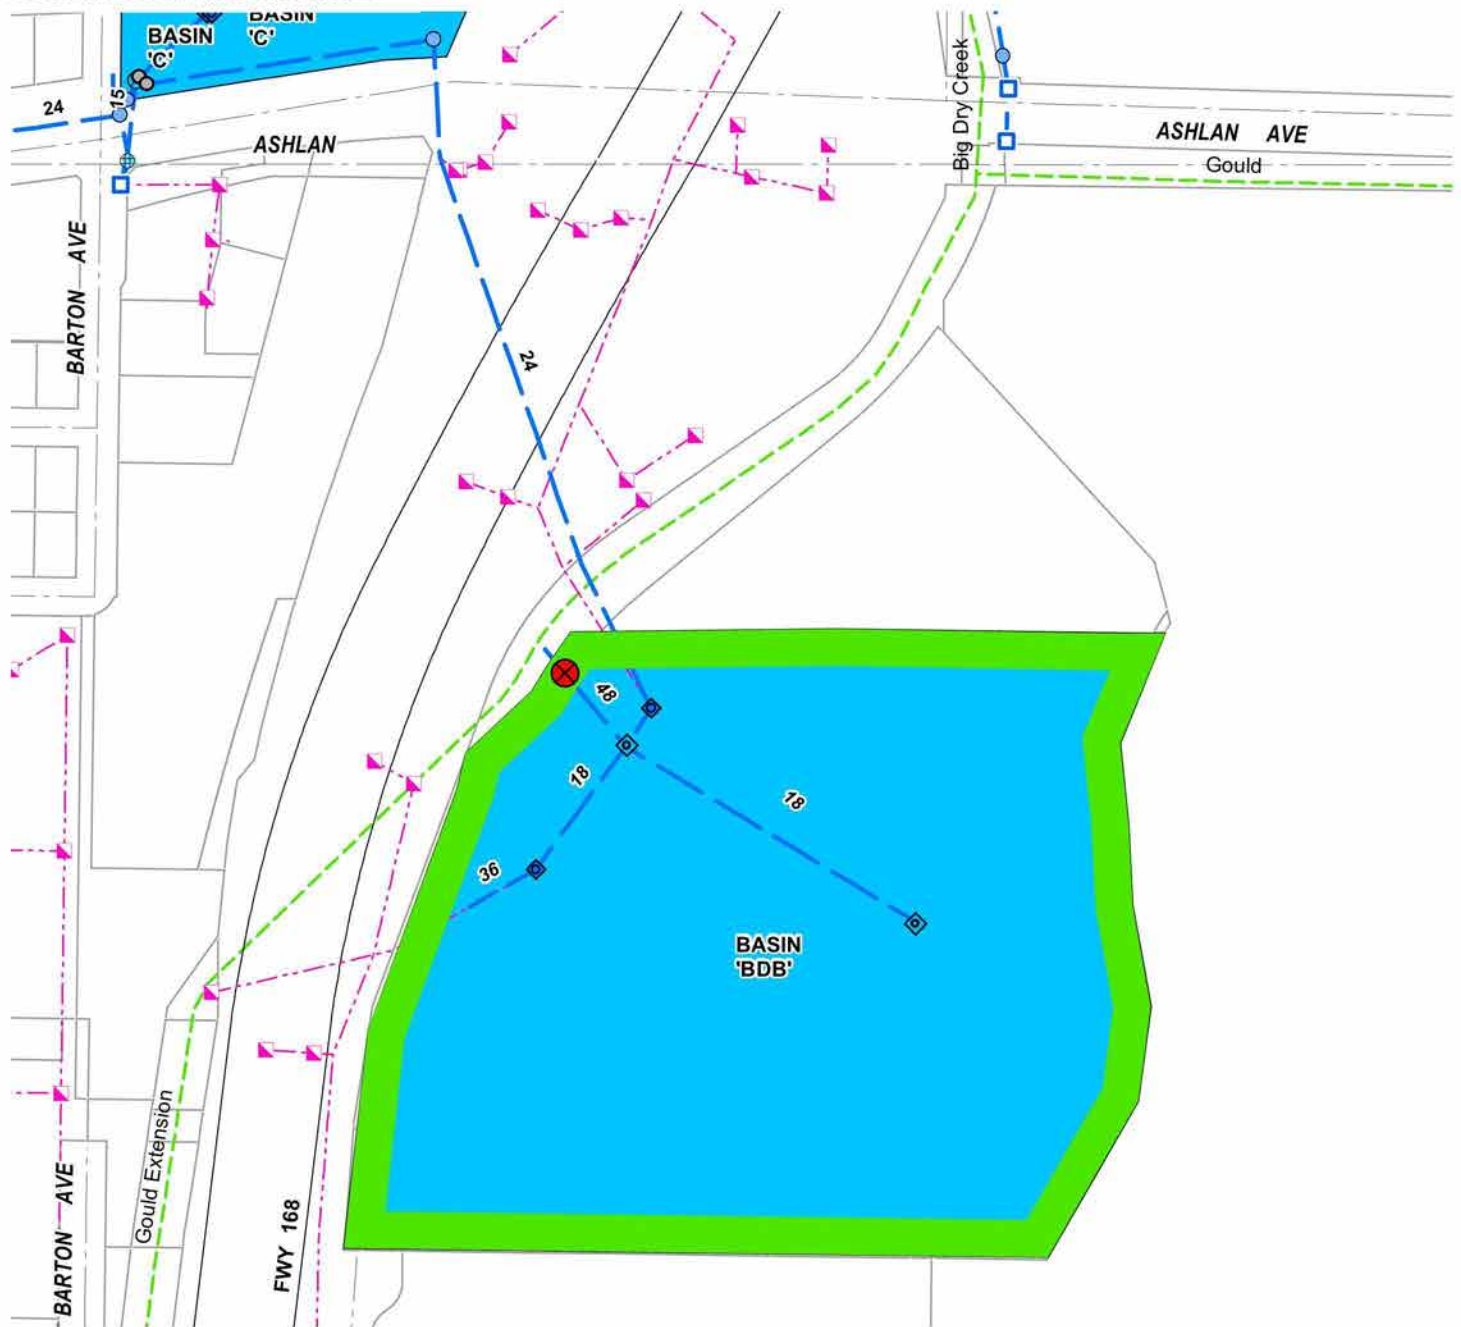 BASIN
'C'
BASIN
'C'
24
15
ASHLAN
Big Dry Creek
ASHLAN AVE
Gould
BARTON AVE
24
48
18
18
36
BASIN
'BDB'
Gould Extension
BARTON AVE
FWY 168